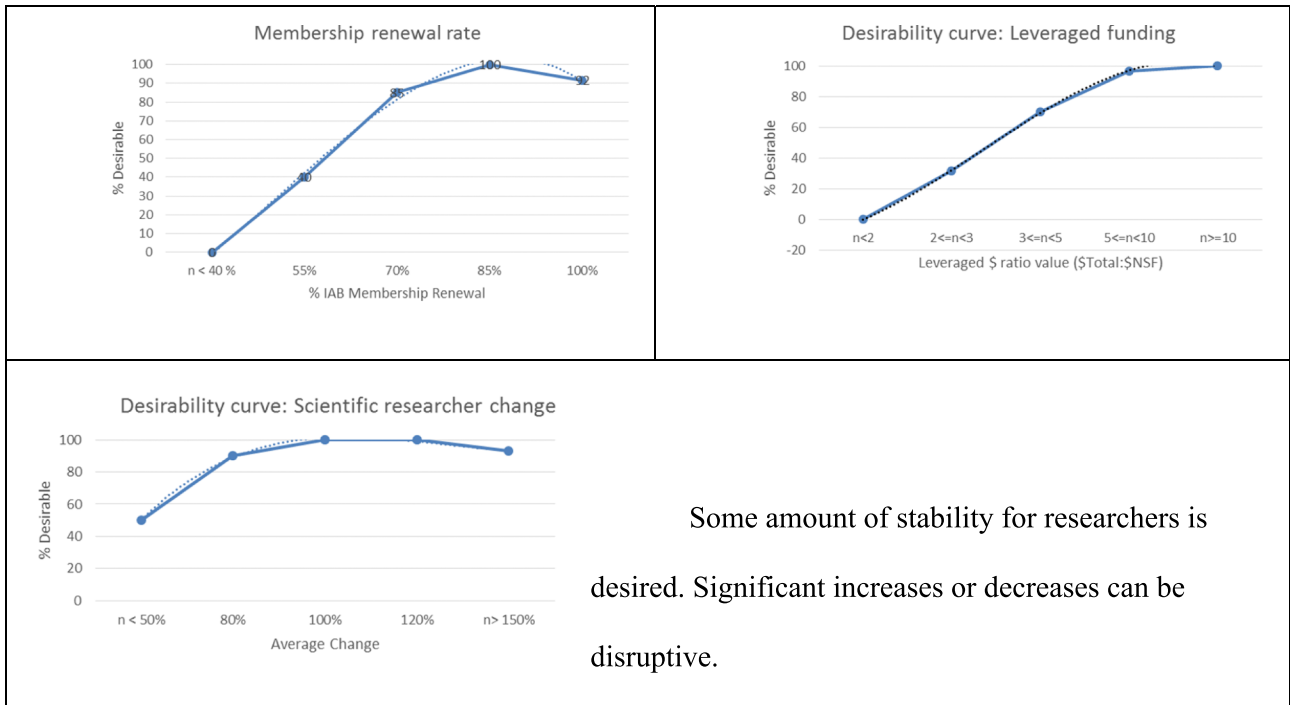 Membership renewal rate
100
90
80
70
60
50
40
30
20
10
0
% Desirable
0
40
85
100
92
n < 40 %
55%
70%
85%
100%
% IAB Membership Renewal
Desirability curve: Leveraged funding
100
80
60
40
20
0
-20
% Desirable
n<2
2<=n<3
3<=n<5
5<=n<10
n>=10
Leveraged $ ratio value ($Total:$NSF)
Desirability curve: Scientific researcher change
100
80
60
40
20
0
% Desirable
n < 50%
80%
100%
120%
n> 150%
Average Change
Some amount of stability for researchers is
desired. Significant increases or decreases can be
disruptive.